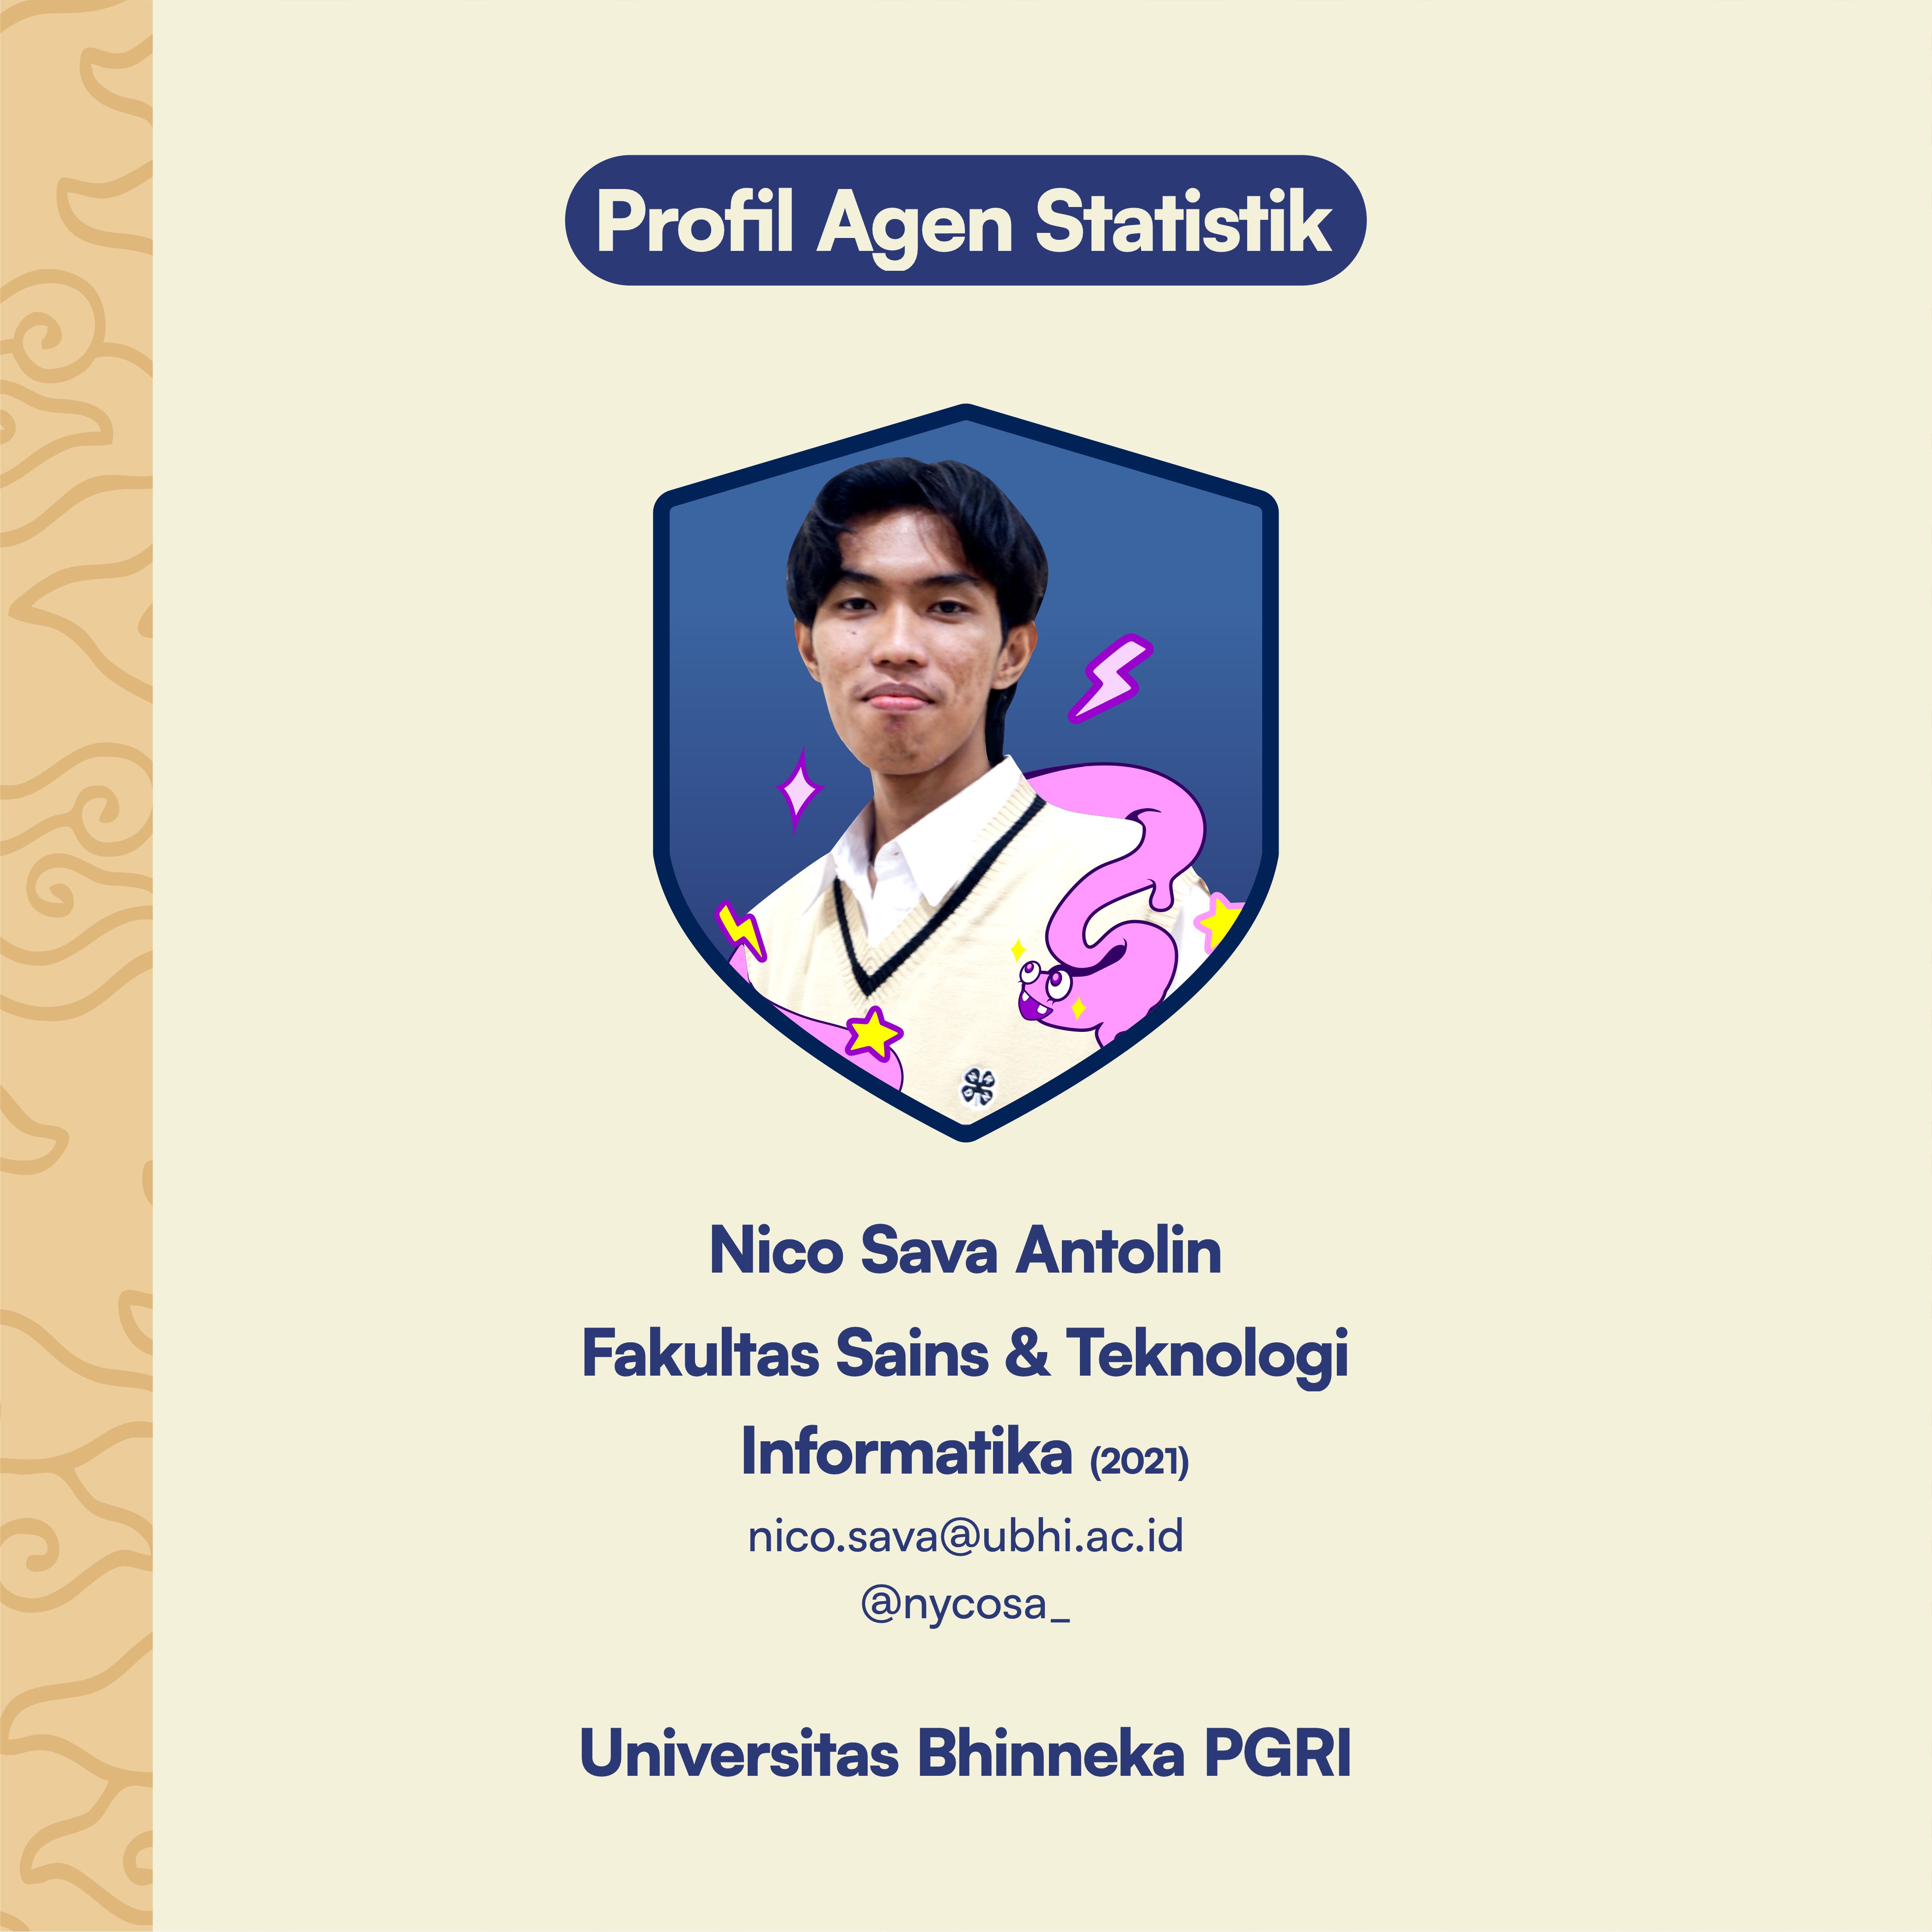 Profil Agen Statistik
Nico Sava Antolin
Fakultas Sains & Teknologi
Informatika (2021)
nico.sava@ubhi.ac.id
@nycosa_
Universitas Bhinneka PGRI